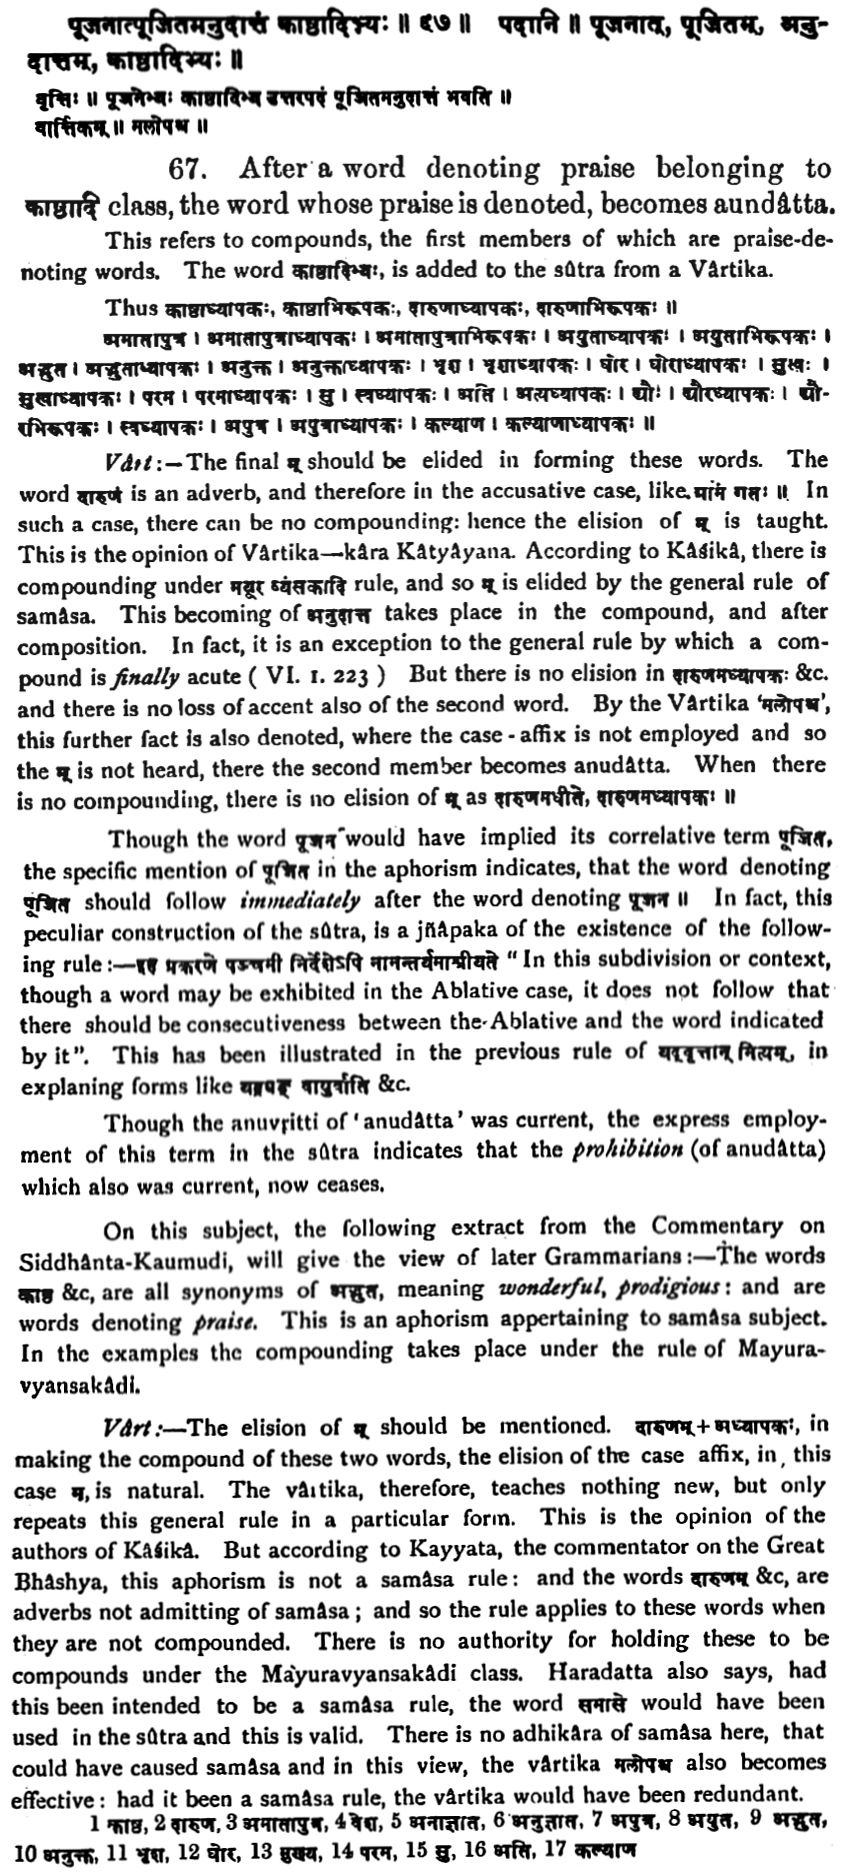 पूजनात्पूजितमनुदात्तं काष्ठादिभ्यः ॥ ६७ ॥ पदानि ॥ पूजनात्, पूजितम्, अनु-
दात्तम्, काष्ठादिभ्यः ॥
वृत्तिः ॥ पूजनेभ्यः काष्ठादिभ्य उत्तरपदं पूजितमनुदात्तं भवति ॥
वार्त्तिकम् ॥ मलोपश्च ॥
67. After a word denoting praise belonging to
काष्ठादि class, the word whose praise is denoted, becomes aundâtta.
This refers to compounds, the first members of which are praise-de-
noting words. The word काष्ठादिभ्यः, is added to the sûtra from a Vârtika.
Thus काष्ठाध्यापकः, काष्ठाभिरूपकः, दारुणाध्यापकः, दारुणाभिरूपकः ॥
अमातापुत्र । अमातापुत्राध्यापकः । अमातापुत्राभिरूपकः । अयुताध्यापकः । अयुताभिरूपकः ।
अद्भुत । अद्भुताध्यापकः । अनुक्त । अनुक्ताध्यापकः । भृश । भृशाध्यापकः । घोर । घोराध्यापकः । सुखः ।
सुखाध्यापकः । परम । परमाध्यापकः । सु । स्वध्यापकः । अति । अत्यध्यापकः ।
रभिरूपकः । स्वध्यापकः । अपुत्र । अपुत्राध्यापकः । कल्याण । कल्याणाध्यापकः ॥
Vârt:—The final म् should be elided in forming these words. The
word दारुणं is an adverb, and therefore in the accusative case, like ग्रामं गतः ॥ In
such a case, there can be no compounding: hence the elision of म् is taught.
This is the opinion of Vârtika—kâra Kâtyâyana. According to Kâśikâ, there is
compounding under मयूर व्यंसकादि rule, and so म् is elided by the general rule of
samâsa. This becoming of अनुदात्त takes place in the compound, and after
composition. In fact, it is an exception to the general rule by which a com-
pound is finally acute ( VI. 1. 223 ) But there is no elision in दारुणमध्यापकः &c.
and there is no loss of accent also of the second word. By the Vârtika 'मलोपश्च',
this further fact is also denoted, where the case-affix is not employed and so
the म् is not heard, there the second member becomes anudâtta. When there
is no compounding, there is no elision of म् as दारुणमधीते, दारुणमध्यापकः ॥
Though the word पूजन would have implied its correlative term पूजित,
the specific mention of पूजित in the aphorism indicates, that the word denoting
पूजित should follow immediately after the word denoting पूजन ॥ In fact, this
peculiar construction of the sûtra, is a jñâpaka of the existence of the follow-
ing rule :—इह प्रकरणे पञ्चमी निर्देशेऽपि नानन्तर्यमाश्रीयते "In this subdivision or context,
though a word may be exhibited in the Ablative case, it does not follow that
there should be consecutiveness between the Ablative and the word indicated
by it". This has been illustrated in the previous rule of यद्वृत्तान् नित्यम्, in
explaning forms like यद्र्यङ् वायुर्वाति &c.
Though the anuvṛitti of 'anudâtta' was current, the express employ-
ment of this term in the sûtra indicates that the prohibition (of anudâtta)
which also was current, now ceases.
On this subject, the following extract from the Commentary on
Siddhânta-Kaumudi, will give the view of later Grammarians :—The words
काष्ठ &c, are all synonyms of अद्भुत, meaning wonderful, prodigious: and are
words denoting praise. This is an aphorism appertaining to samâsa subject.
In the examples the compounding takes place under the rule of Mayura-
vyansakâdi.
Vârt:—The elision of म् should be mentioned. दारुणम् + अध्यापकः, in
making the compound of these two words, the elision of the case affix, in, this
case म्, is natural. The vârtika, therefore, teaches nothing new, but only
repeats this general rule in a particular form. This is the opinion of the
authors of Kâśikâ. But according to Kayyata, the commentator on the Great
Bhâshya, this aphorism is not a samâsa rule: and the words दारुणम् &c, are
adverbs not admitting of samâsa ; and so the rule applies to these words when
they are not compounded. There is no authority for holding these to be
compounds under the Mayuravyansakâdi class. Haradatta also says, had
this been intended to be a samâsa rule, the word समासे would have been
used in the sûtra and this is valid. There is no adhikâra of samâsa here, that
could have caused samâsa and in this view, the vârtika मलोपश्च also becomes
effective: had it been a samâsa rule, the vârtika would have been redundant.
1 काष्ठ, 2 दारुण, 3 अमातापुत्र, 4 वेश, 5 अनाज्ञात, 6 अनुज्ञात, 7 अपुत्र, 8 अयुत, 9 अद्भुत,
10 अनुक्त, 11 भृश, 12 घोर, 13 सुख, 14 परम, 15 सु, 16 अति, 17 कल्याण